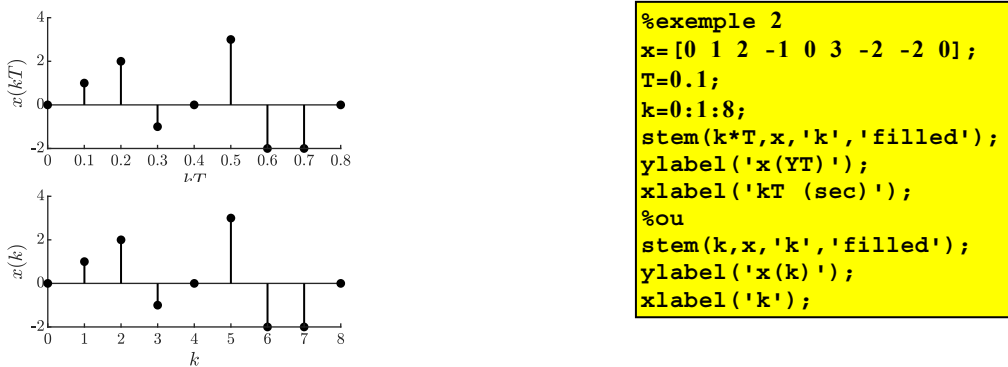 4
2
0
-2
x(kT)
0 0.1 0.2 0.3 0.4 0.5 0.6 0.7 0.8
kT
4
2
0
-2
x(k)
0 1 2 3 4 5 6 7 8
k
%exemple 2
x=[0 1 2 -1 0 3 -2 -2 0];
T=0.1;
k=0:1:8;
stem(k*T,x,'k','filled');
ylabel('x(YT)');
xlabel('kT (sec)');
%ou
stem(k,x,'k','filled');
ylabel('x(k)');
xlabel('k');